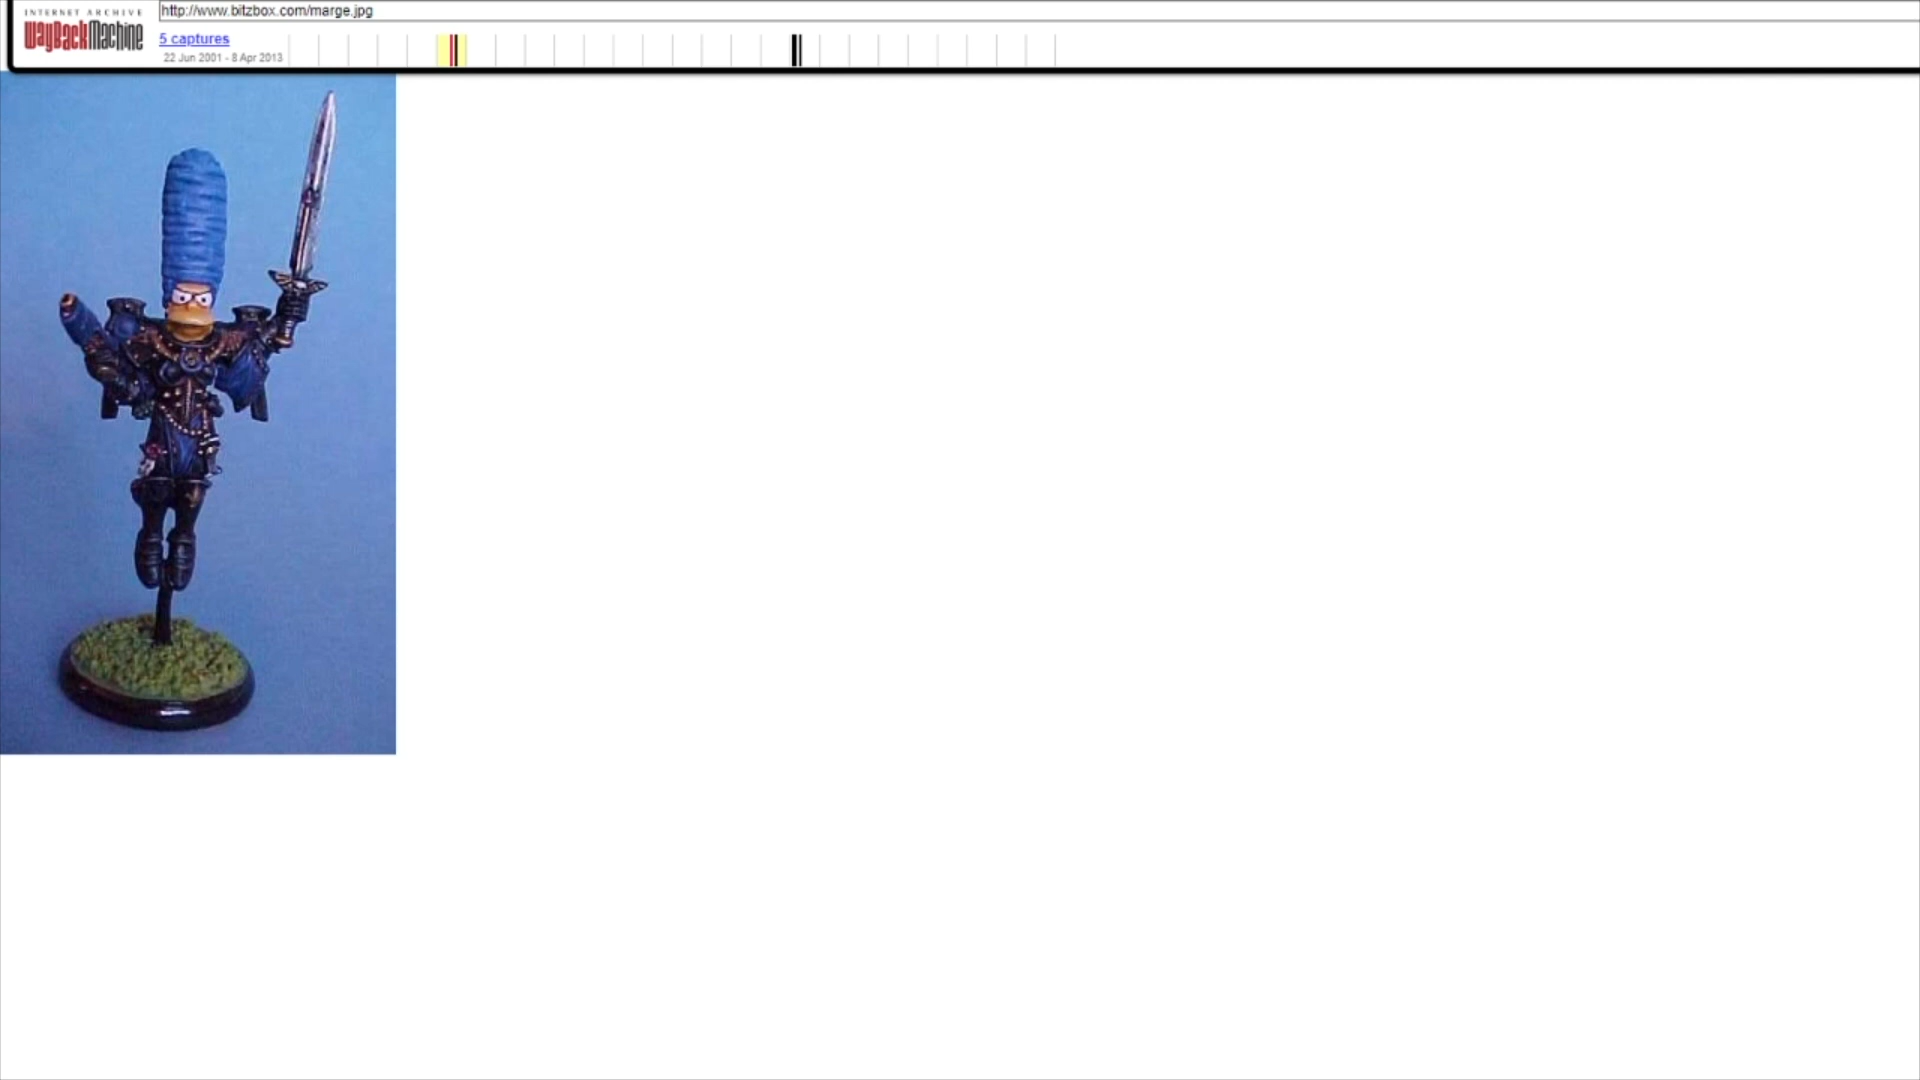 http://www.bitzbox.com/marge.jpg
INTERNET ARCHIVE
WayBackMachine
5 captures
22 Jun 2001 - 8 Apr 2013